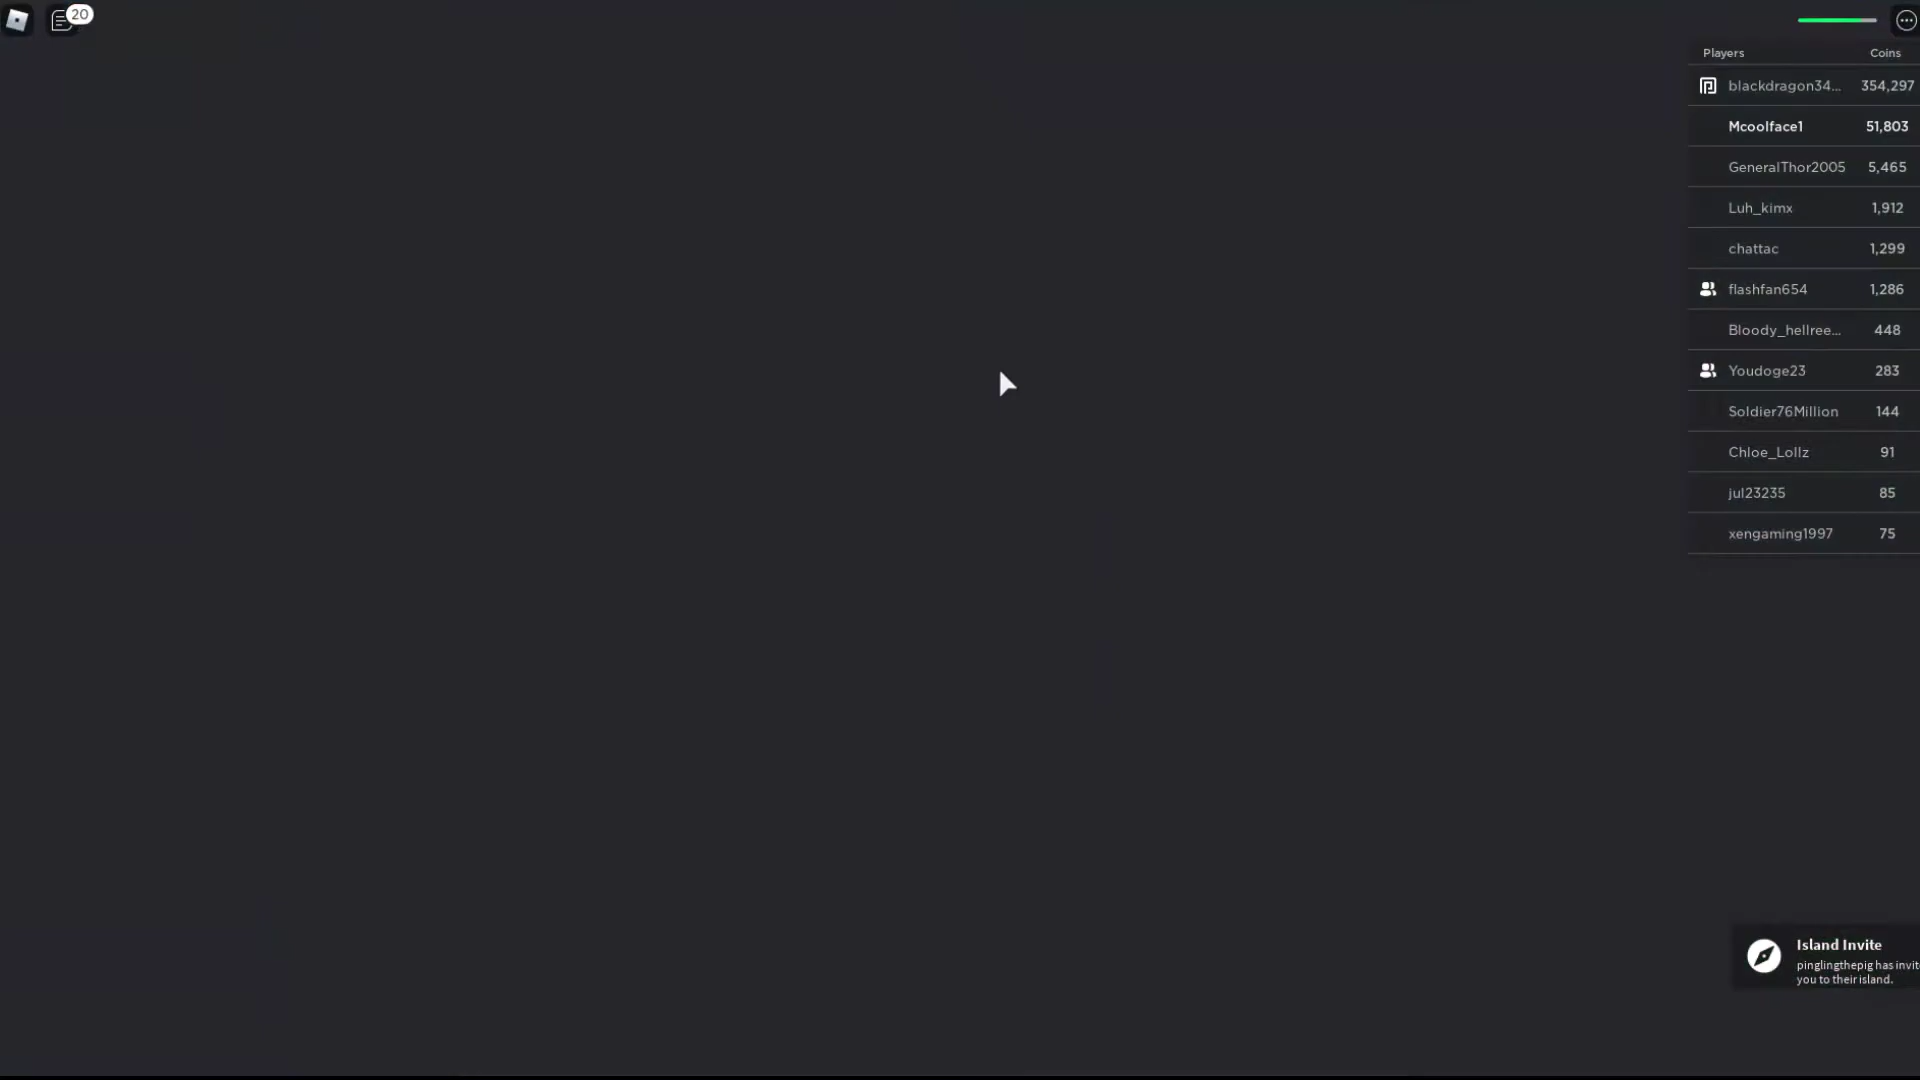 20
Players Coins
blackdragon34... 354,297
Mcoolface1 51,803
GeneralThor2005 5,465
Luh_kimx 1,912
chattac 1,299
flashfan654 1,286
Bloody_hellree... 448
Youdoge23 283
Soldier76Million 144
Chloe_Lollz 91
jul23235 85
xengaming1997 75
Island Invite
pinglingthepig has invit
you to their island.